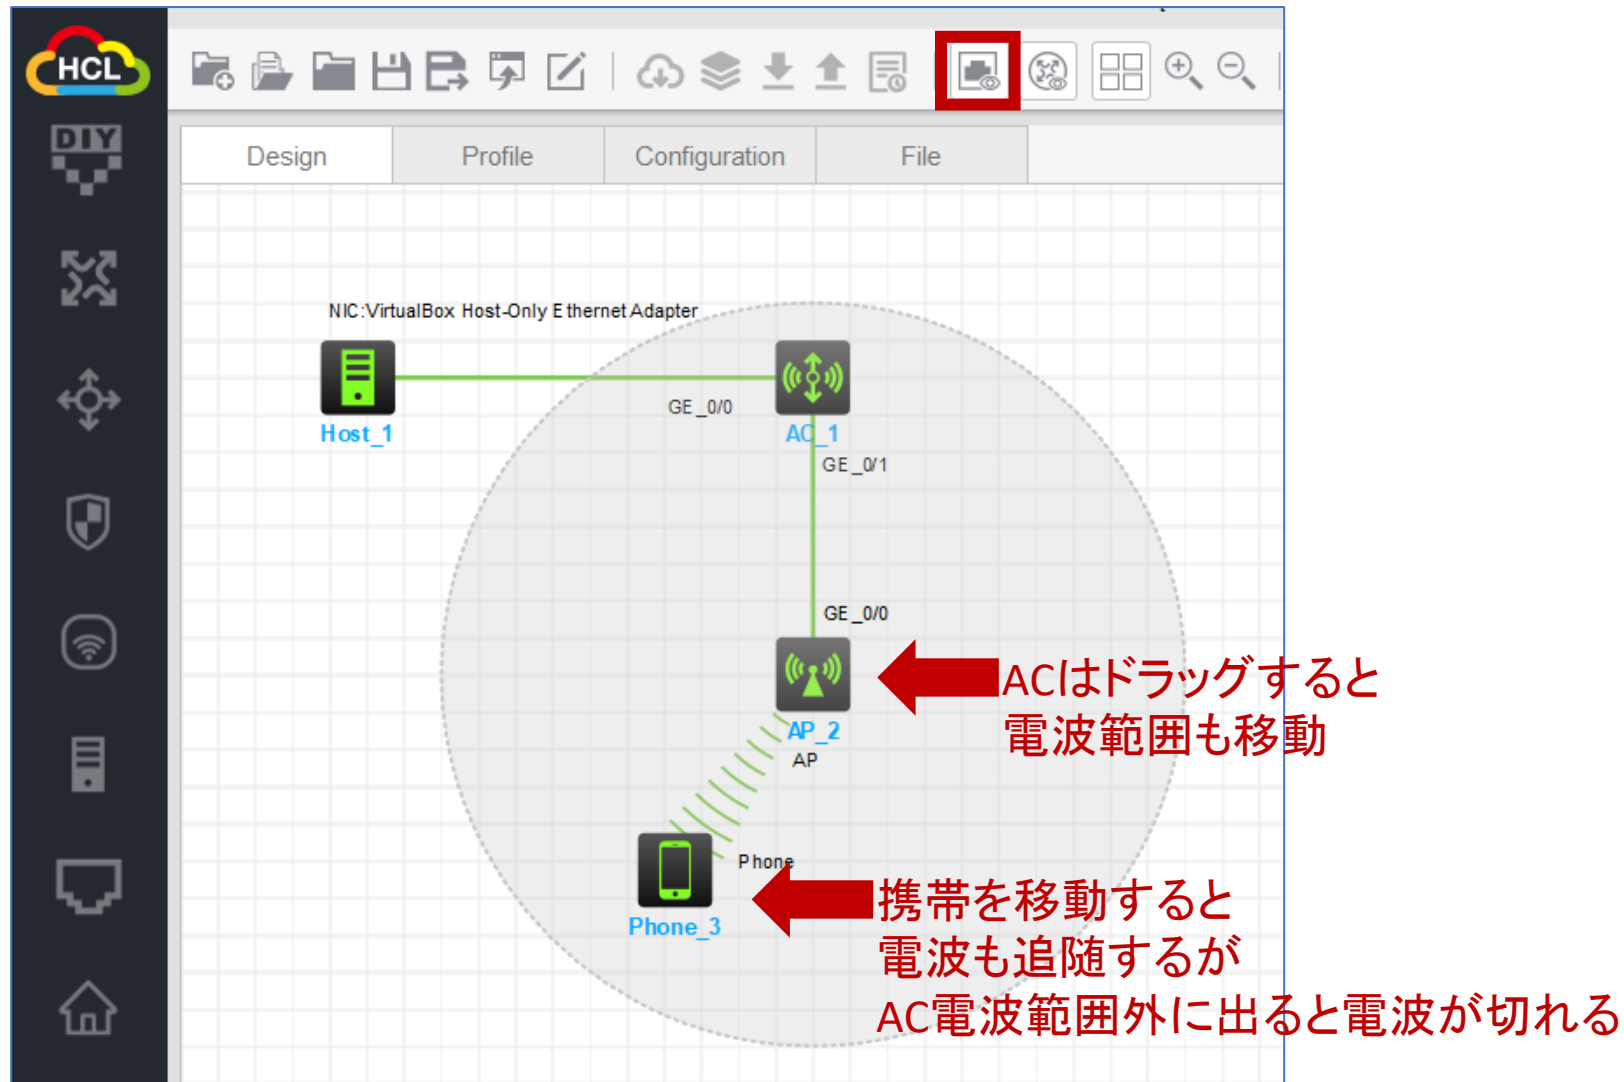 HCL
DIY
Design
Profile
Configuration
File
NIC:VirtualBox Host-Only Ethernet Adapter
Host_1
GE_0/0
AC_1
GE_0/1
GE_0/0
AP_2
AP
Phone
Phone_3
ACはドラッグすると
電波範囲も移動
携帯を移動すると
電波も追随するが
AC電波範囲外に出ると電波が切れる